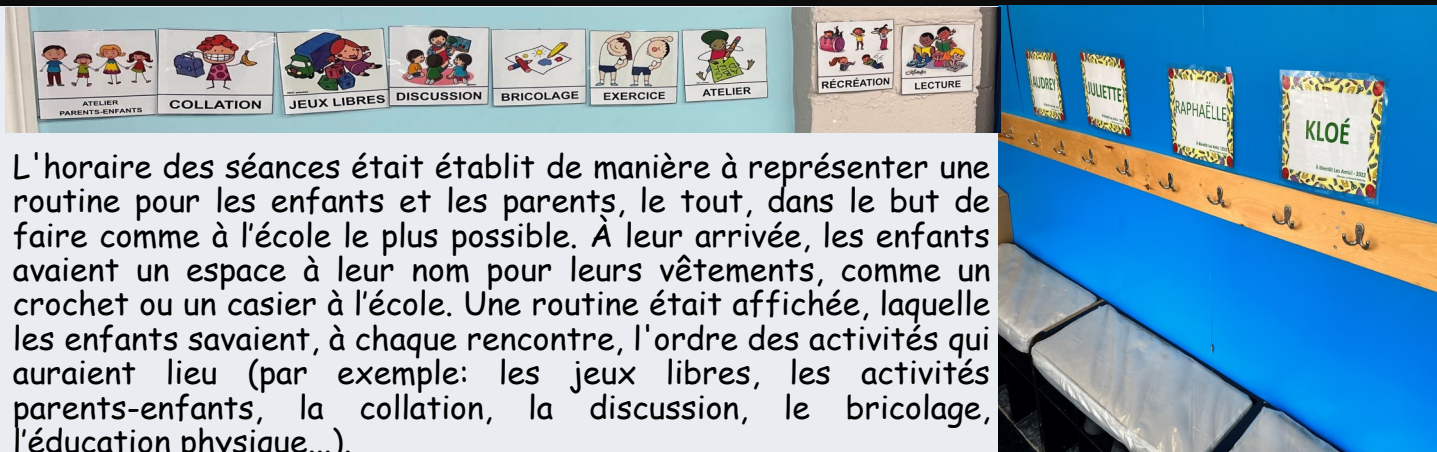 ATELIER
PARENTS-ENFANTS
COLLATION
JEUX LIBRES
DISCUSSION
BRICOLAGE
EXERCICE
ATELIER
RÉCRÉATION
LECTURE
AUDREY
JULIETTE
RAPHAËLLE
KLOÉ
À Bientôt Les Amis! - 2022
L'horaire des séances était établit de manière à représenter une
routine pour les enfants et les parents, le tout, dans le but de
faire comme à l'école le plus possible. À leur arrivée, les enfants
avaient un espace à leur nom pour leurs vêtements, comme un
crochet ou un casier à l'école. Une routine était affichée, laquelle
les enfants savaient, à chaque rencontre, l'ordre des activités qui
auraient lieu (par exemple: les jeux libres, les activités
parents-enfants, la collation, la discussion, le bricolage,
l'éducation physique...).